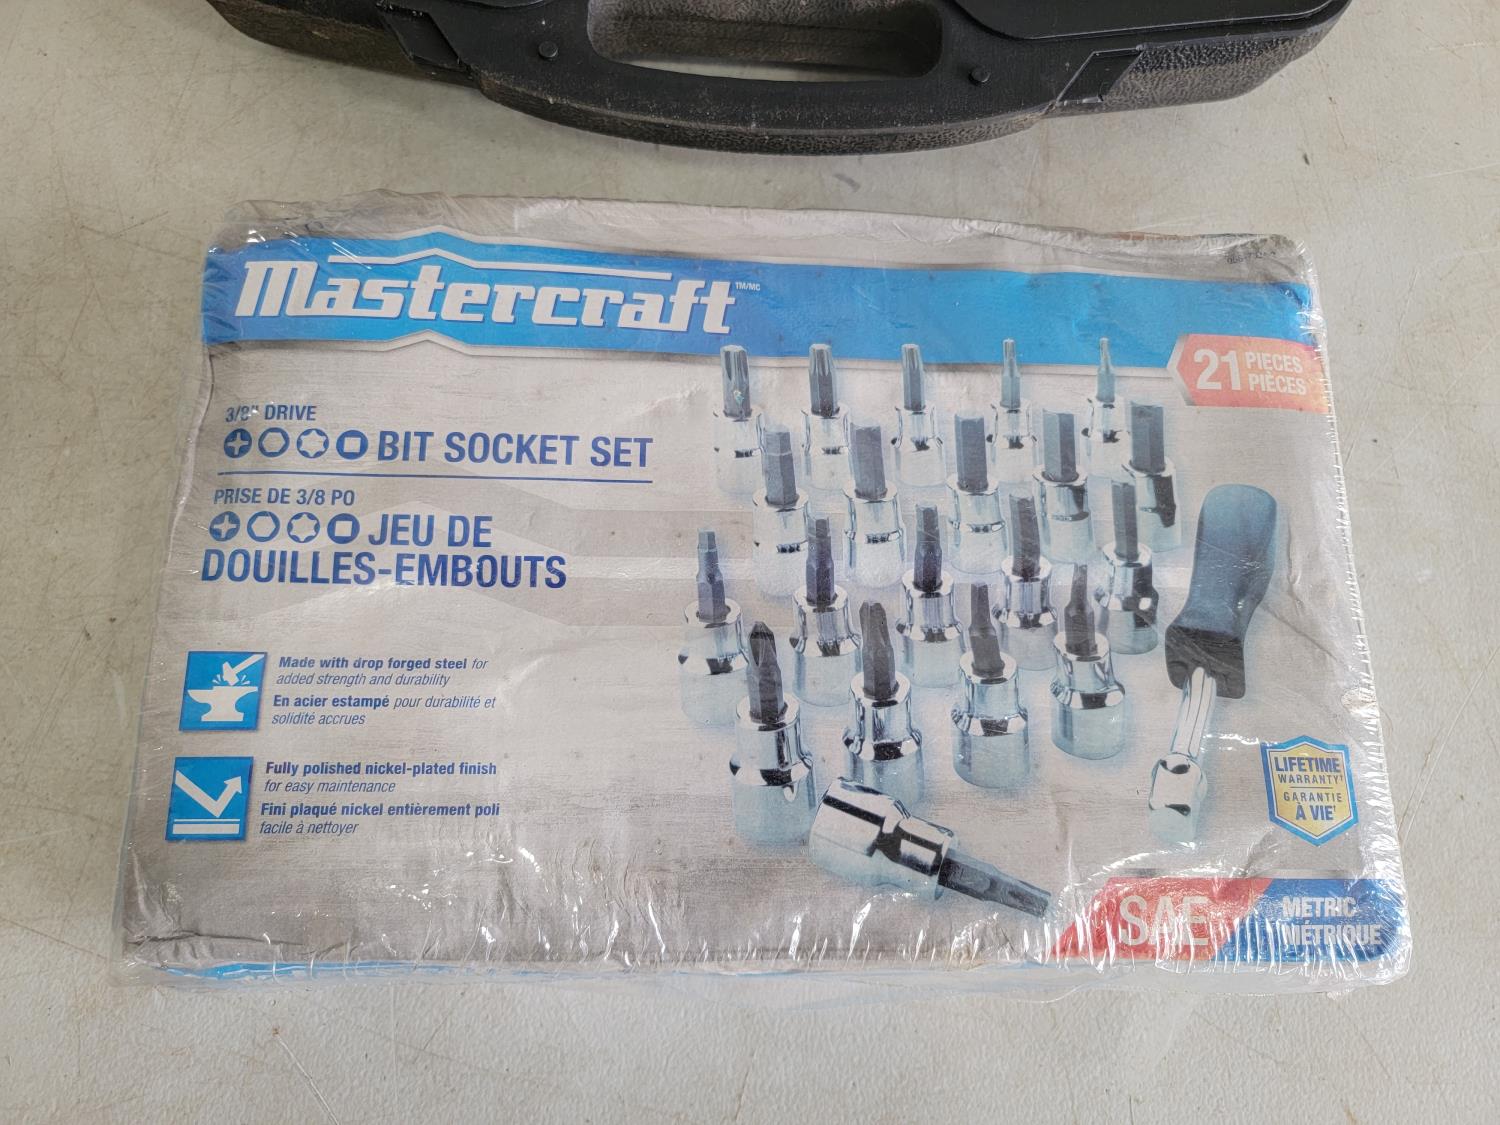 Mastercraft TM/MC
21 PIECES
PIÈCES
3/8" DRIVE
BIT SOCKET SET
PRISE DE 3/8 PO
JEU DE
DOUILLES-EMBOUTS
Made with drop forged steel for
added strength and durability
En acier estampé pour durabilité et
solidité accrues
Fully polished nickel-plated finish
for easy maintenance
Fini plaqué nickel entièrement poli
facile à nettoyer
LIFETIME
WARRANTY†
GARANTIE
À VIE†
SAE
METRIC
MÉTRIQUE